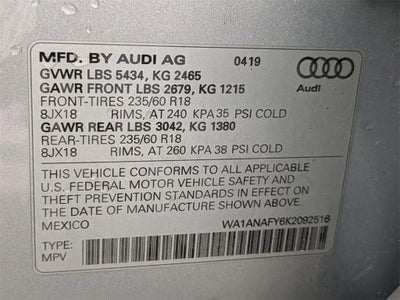 MFD. BY AUDI AG 04.19
GVWR LBS 5434, KG 2465
GAWR FRONT LBS 2679, KG 1215
FRONT-TIRES 235/60 R18
8JX18 RIMS, AT 240 KPA 35 PSI COLD
GAWR REAR LBS 3042, KG 1380
REAR-TIRES 235/60 R18
8JX18 RIMS, AT 260 KPA 38 PSI COLD
Audi
THIS VEHICLE CONFORMS TO ALL APPLICABLE
U.S. FEDERAL MOTOR VEHICLE SAFETY AND
THEFT PREVENTION STANDARDS IN EFFECT ON
THE DATE OF MANUFACTURE SHOWN ABOVE.
MEXICO WA1ANAFY6K2092516
TYPE:
MPV